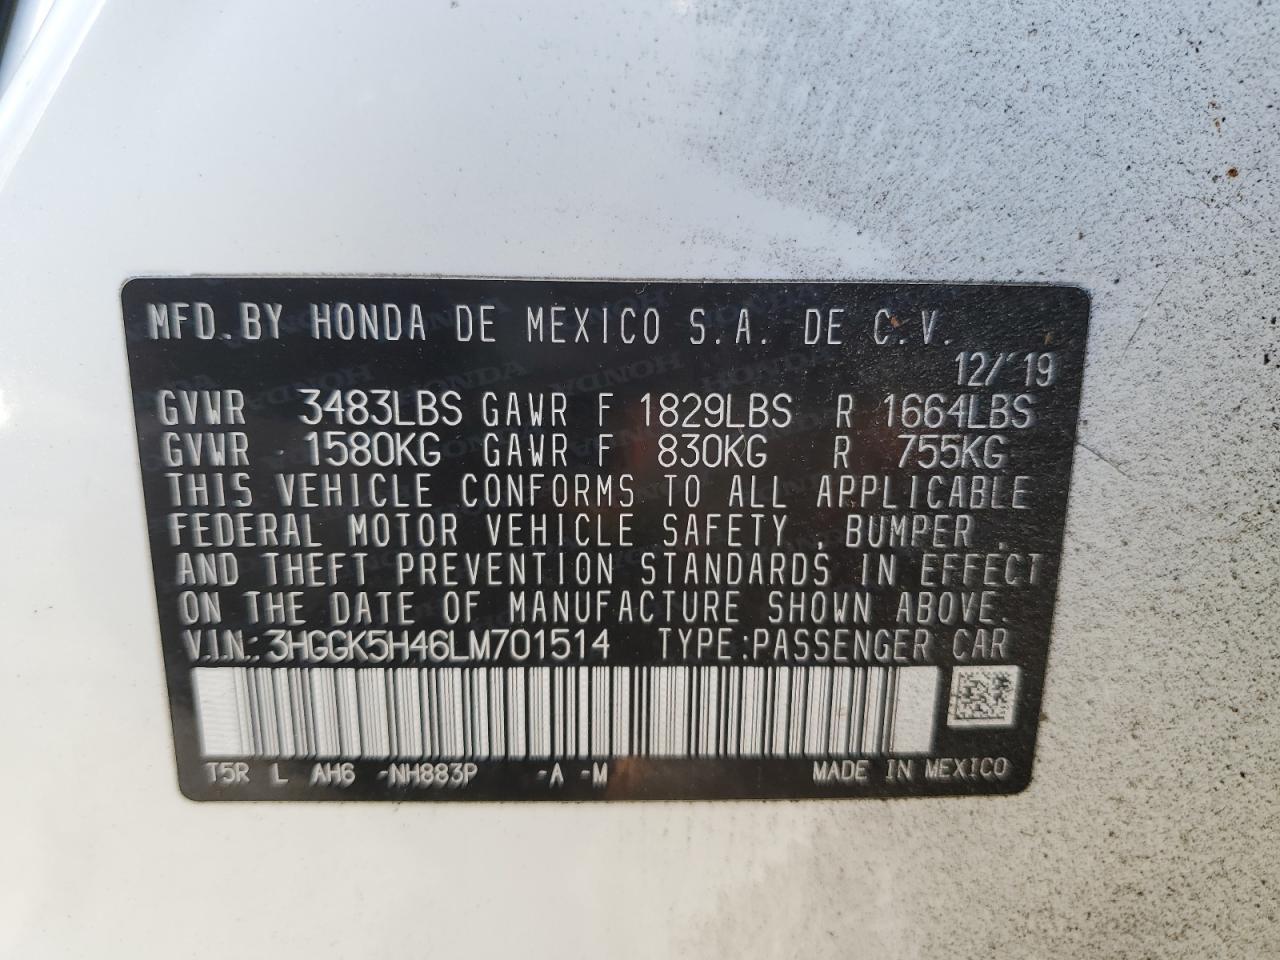 MFD. BY HONDA DE MEXICO S.A. DE C.V.
12/'19
GVWR 3483LBS GAWR F 1829LBS R 1664LBS
GVWR 1580KG GAWR F 830KG R 755KG
THIS VEHICLE CONFORMS TO ALL APPLICABLE
FEDERAL MOTOR VEHICLE SAFETY , BUMPER ,
AND THEFT PREVENTION STANDARDS IN EFFECT
ON THE DATE OF MANUFACTURE SHOWN ABOVE.
V.I.N.: 3HGGK5H46LM701514 TYPE:PASSENGER CAR
T5R L AH6 -NH883P -A -M MADE IN MEXICO